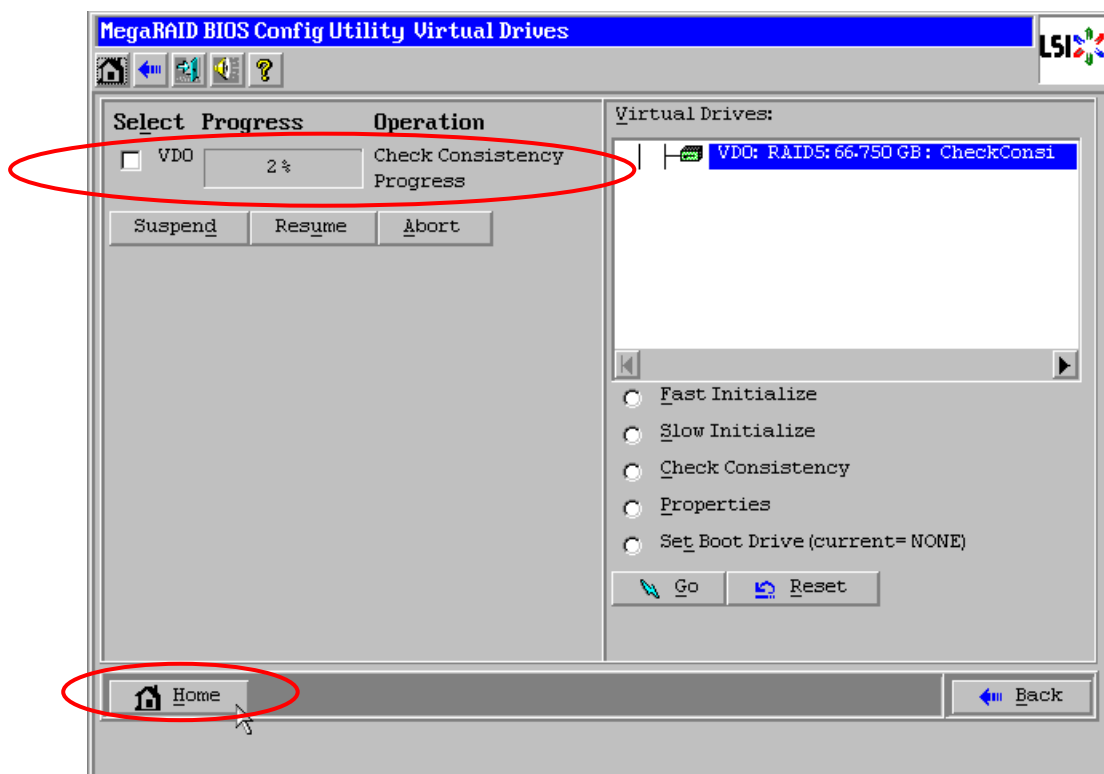 MegaRAID BIOS Config Utility Virtual Drives
LSI
Select Progress Operation
VD0 2% Check Consistency
Progress
Suspend Resume Abort
Virtual Drives:
VD0: RAID5: 66.750 GB: CheckConsi
Fast Initialize
Slow Initialize
Check Consistency
Properties
Set Boot Drive (current= NONE)
Go Reset
Home
Back